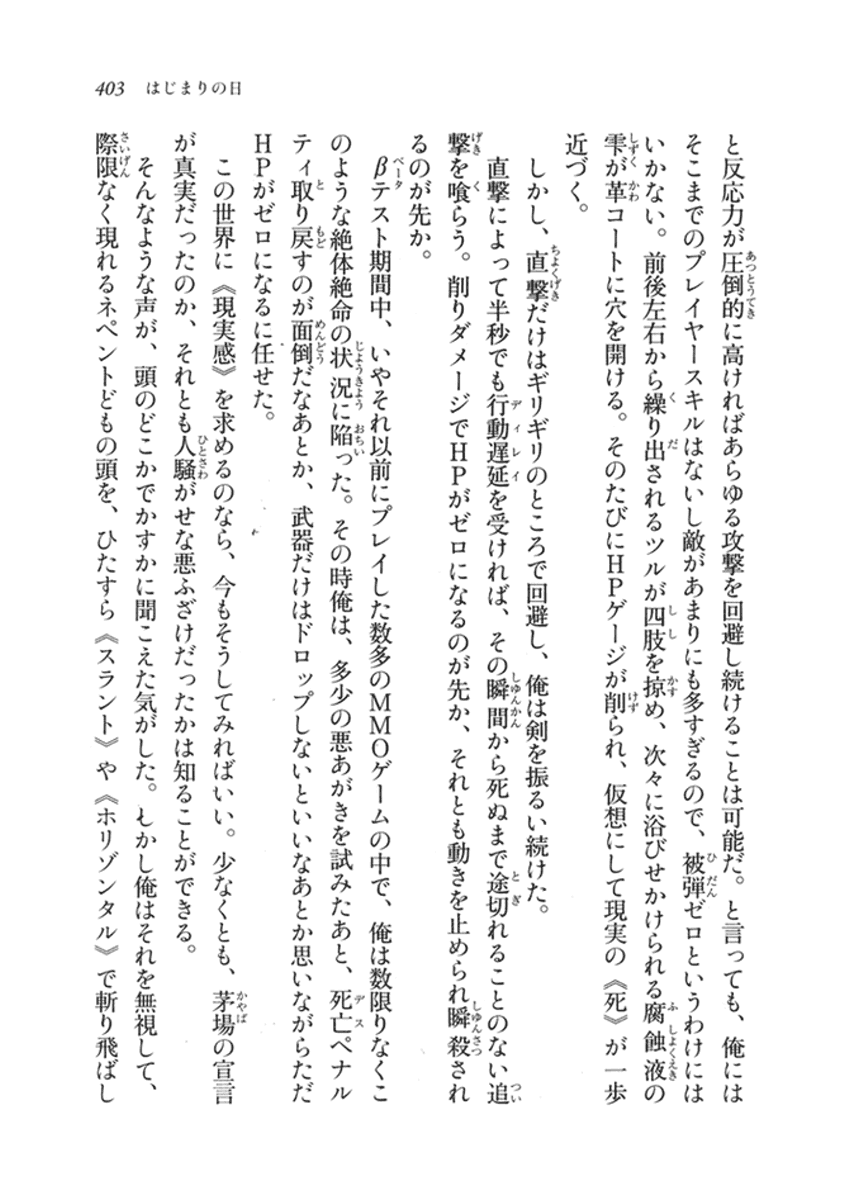 403 はじまりの日
と反応力が圧倒的に高ければあらゆる攻撃を回避し続けることは可能だ。と言っても、俺には
そこまでのプレイヤースキルはないし敵があまりにも多すぎるので、被弾ゼロというわけには
いかない。前後左右から繰り出されるツルが四肢を掠め、次々に浴びせかけられる腐蝕液の
雫が革コートに穴を開ける。そのたびにHPゲージが削られ、仮想にして現実の《死》が一歩
近づく。
しかし、直撃だけはギリギリのところで回避し、俺は剣を振るい続けた。
直撃によって半秒でも行動遅延を受ければ、その瞬間から死ぬまで途切れることのない追
撃を喰らう。削りダメージでHPがゼロになるのが先か、それとも動きを止められ瞬殺され
るのが先か。
βテスト期間中、いやそれ以前にプレイした数多のMMOゲームの中で、俺は数限りなくこ
のような絶体絶命の状況に陥った。その時俺は、多少の悪あがきを試みたあと、死亡ペナル
ティ取り戻すのが面倒だなあとか、武器だけはドロップしないといいなあとか思いながらただ
HPがゼロになるに任せた。
この世界に《現実感》を求めるのなら、今もそうしてみればいい。少なくとも、茅場の宣言
が真実だったのか、それとも人騒がせな悪ふざけだったかは知ることができる。
そんなような声が、頭のどこかでかすかに聞こえた気がした。しかし俺はそれを無視して、
際限なく現れるネペントどもの頭を、ひたすら《スラント》や《ホリゾンタル》で斬り飛ばし